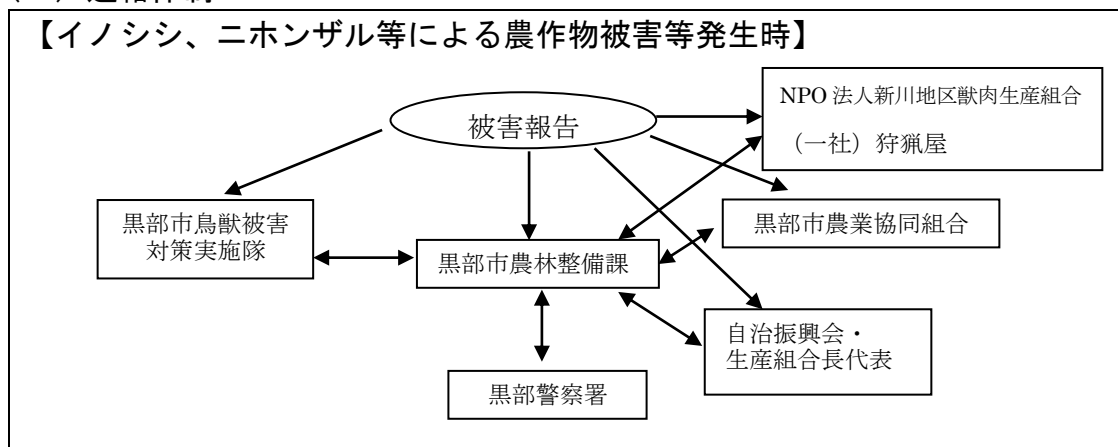 【イノシシ、ニホンザル等による農作物被害等発生時】
被害報告
NPO 法人新川地区獣肉生産組合
（一社）狩猟屋
黒部市鳥獣被害
対策実施隊
黒部市農業協同組合
黒部市農林整備課
自治振興会・
生産組合長代表
黒部警察署